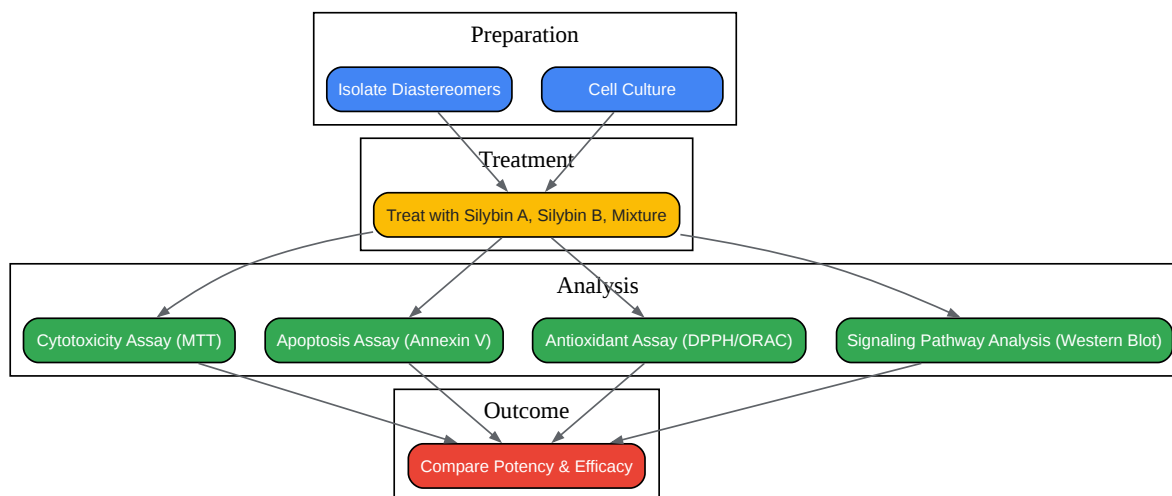 Preparation
Isolate Diastereomers
Cell Culture
Treatment
Treat with Silybin A, Silybin B, Mixture
Analysis
Cytotoxicity Assay (MTT)
Apoptosis Assay (Annexin V)
Antioxidant Assay (DPPH/ORAC)
Signaling Pathway Analysis (Western Blot)
Outcome
Compare Potency & Efficacy